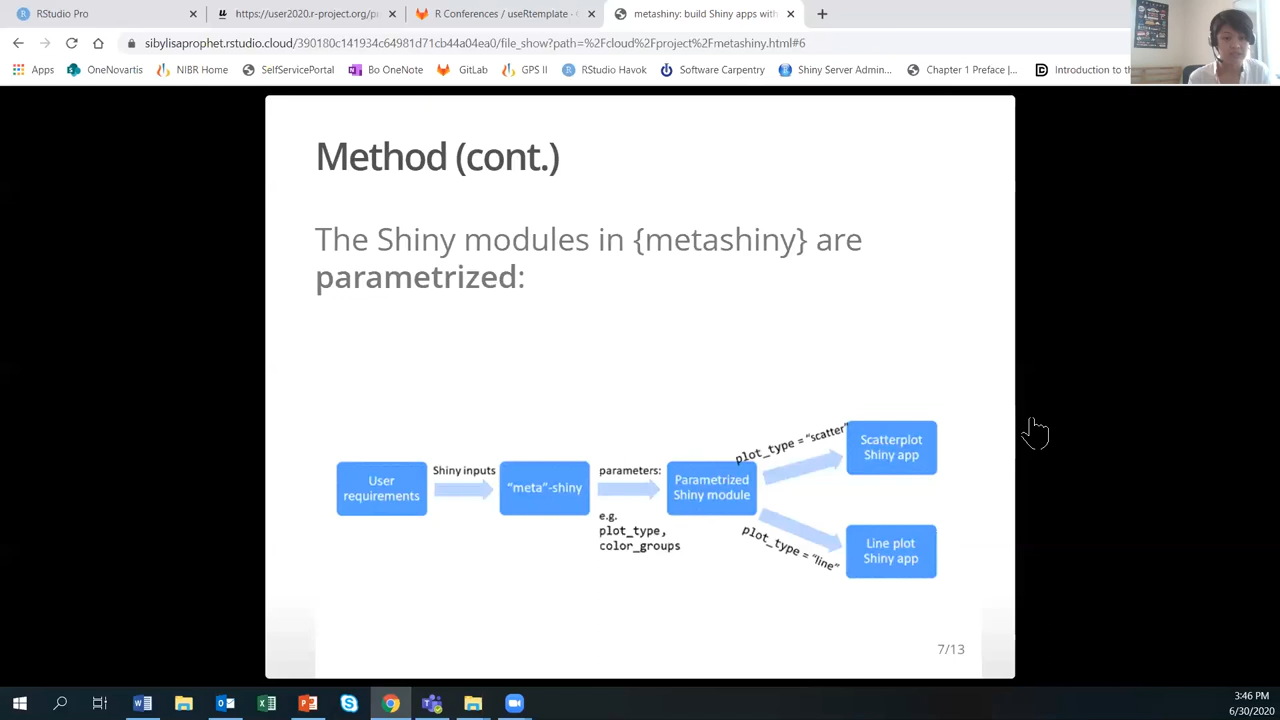 RStudio Pro
https://user2020.r-project.org/pr
R Conferences / useRtemplate ·
metashiny: build Shiny apps with
sibylisaprophet.rstudio.cloud/390180c141934c64981d71
04ea0/file_show?path=%2Fcloud%2Fproject%2Fmetashiny.html#6
Apps
OneNovartis
NIBR Home
SelfServicePortal
Bo OneNote
GitLab
GPS II
RStudio Havok
Software Carpentry
Shiny Server Admin...
Chapter 1 Preface |...
Introduction to th
Method (cont.)
The Shiny modules in {metashiny} are
parametrized:
User
requirements
Shiny inputs
"meta"-shiny
parameters:
e.g.
plot_type,
color_groups
Parametrized
Shiny module
plot_type = "scatter"
plot_type = "line"
Scatterplot
Shiny app
Line plot
Shiny app
7/13
3:46 PM
6/30/2020